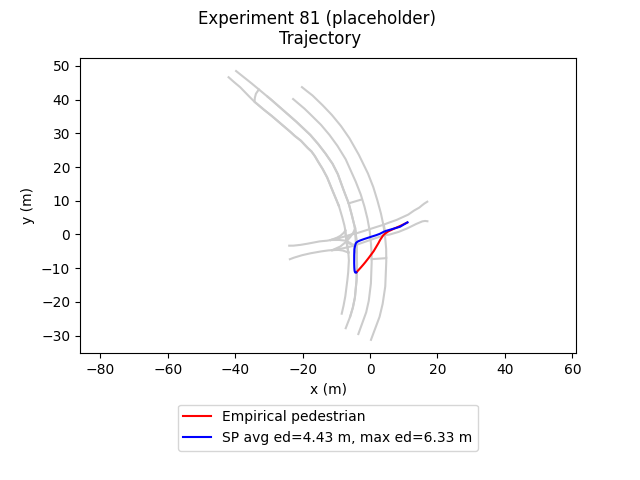 Experiment 81 (placeholder)
Trajectory
50
40
30
20
10
0
−10
−20
−30
y (m)
−80
−60
−40
−20
0
20
40
60
x (m)
Empirical pedestrian
SP avg ed=4.43 m, max ed=6.33 m